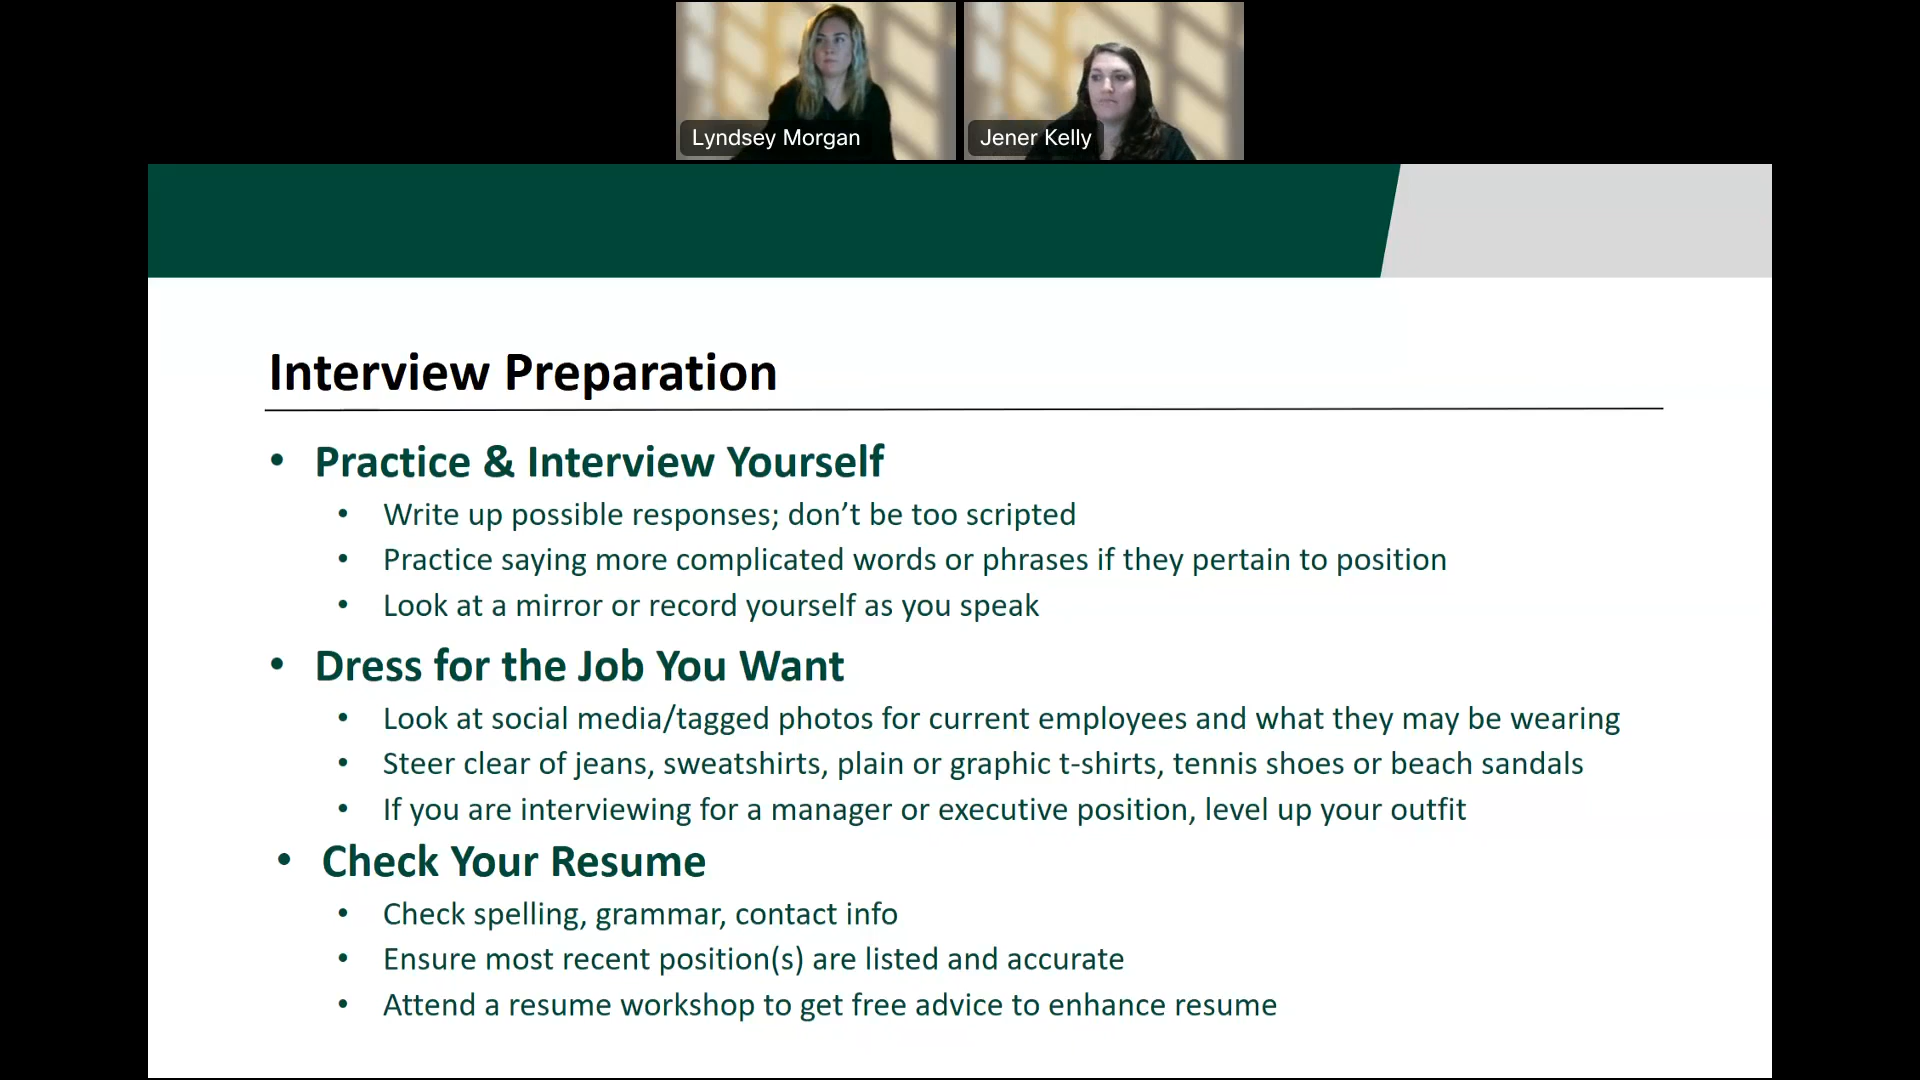 Lyndsey Morgan
Jener Kelly
Interview Preparation
• Practice & Interview Yourself
• Write up possible responses; don’t be too scripted
• Practice saying more complicated words or phrases if they pertain to position
• Look at a mirror or record yourself as you speak
• Dress for the Job You Want
• Look at social media/tagged photos for current employees and what they may be wearing
• Steer clear of jeans, sweatshirts, plain or graphic t-shirts, tennis shoes or beach sandals
• If you are interviewing for a manager or executive position, level up your outfit
• Check Your Resume
• Check spelling, grammar, contact info
• Ensure most recent position(s) are listed and accurate
• Attend a resume workshop to get free advice to enhance resume